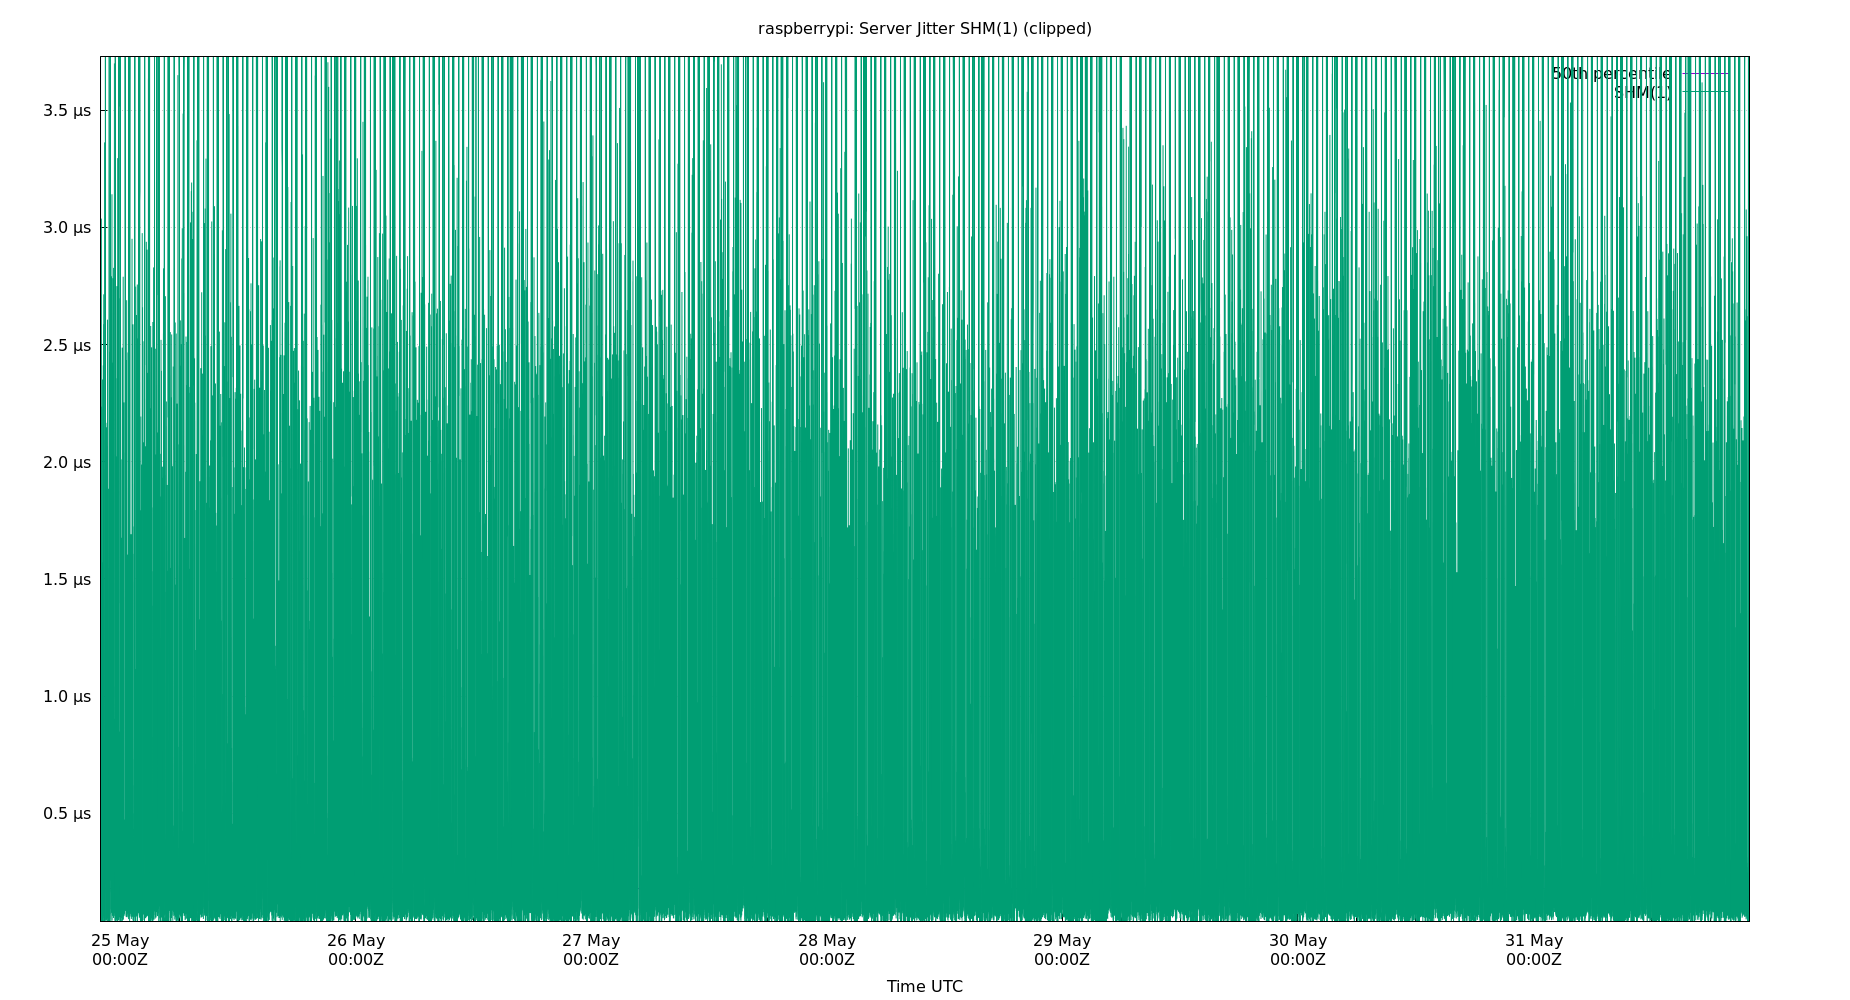 raspberrypi: Server Jitter SHM(1) (clipped)
50th percentile
SHM(1)
3.5 µs
3.0 µs
2.5 µs
2.0 µs
1.5 µs
1.0 µs
0.5 µs
25 May 26 May 27 May 28 May 29 May 30 May 31 May
00:00Z 00:00Z 00:00Z 00:00Z 00:00Z 00:00Z 00:00Z
Time UTC